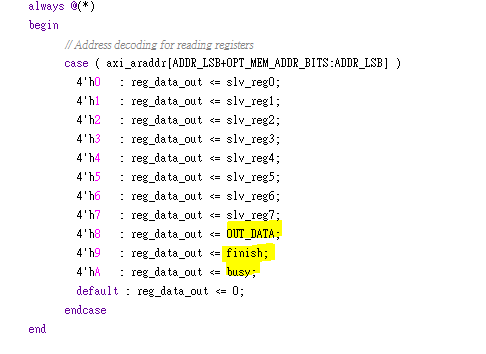 always @(*)
begin
// Address decoding for reading registers
case ( axi_araddr[ADDR_LSB+OPT_MEM_ADDR_BITS:ADDR_LSB] )
4'h0 : reg_data_out <= slv_reg0;
4'h1 : reg_data_out <= slv_reg1;
4'h2 : reg_data_out <= slv_reg2;
4'h3 : reg_data_out <= slv_reg3;
4'h4 : reg_data_out <= slv_reg4;
4'h5 : reg_data_out <= slv_reg5;
4'h6 : reg_data_out <= slv_reg6;
4'h7 : reg_data_out <= slv_reg7;
4'h8 : reg_data_out <= OUT_DATA;
4'h9 : reg_data_out <= finish;
4'hA : reg_data_out <= busy;
default : reg_data_out <= 0;
endcase
end